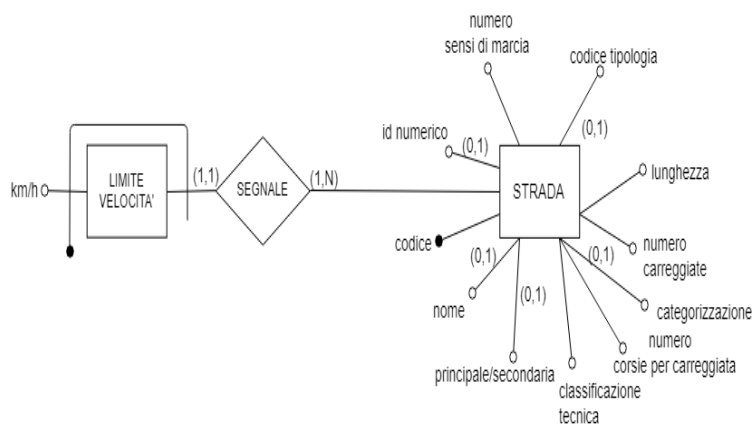 numero
sensi di marcia
codice tipologia
(0,1)
id numerico
(0,1)
km/h
LIMITE
VELOCITA'
(1,1)
SEGNALE
(1,N)
STRADA
lunghezza
codice
numero
carreggiate
(0,1)
nome
(0,1)
principale/secondaria
(0,1)
categorizzazione
numero
corsie per carreggiata
classificazione
tecnica